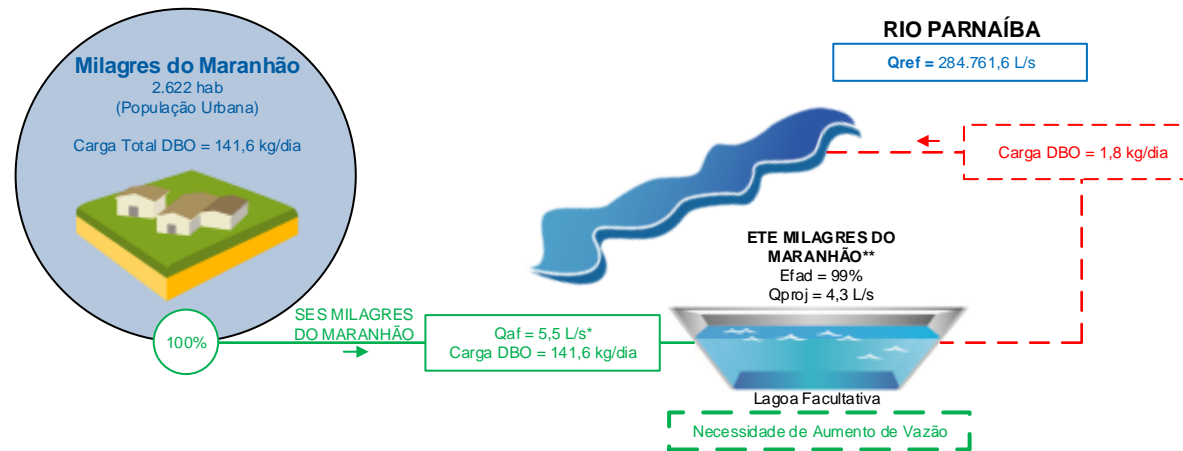 Milagres do Maranhão
2.622 hab
(População Urbana)
Carga Total DBO = 141,6 kg/dia
100%
SES MILAGRES
DO MARANHÃO
Qaf = 5,5 L/s*
Carga DBO = 141,6 kg/dia
RIO PARNAÍBA
Qref = 284.761,6 L/s
Carga DBO = 1,8 kg/dia
ETE MILAGRES DO
MARANHÃO**
Efad = 99%
Qproj = 4,3 L/s
Lagoa Facultativa
Necessidade de Aumento de Vazão